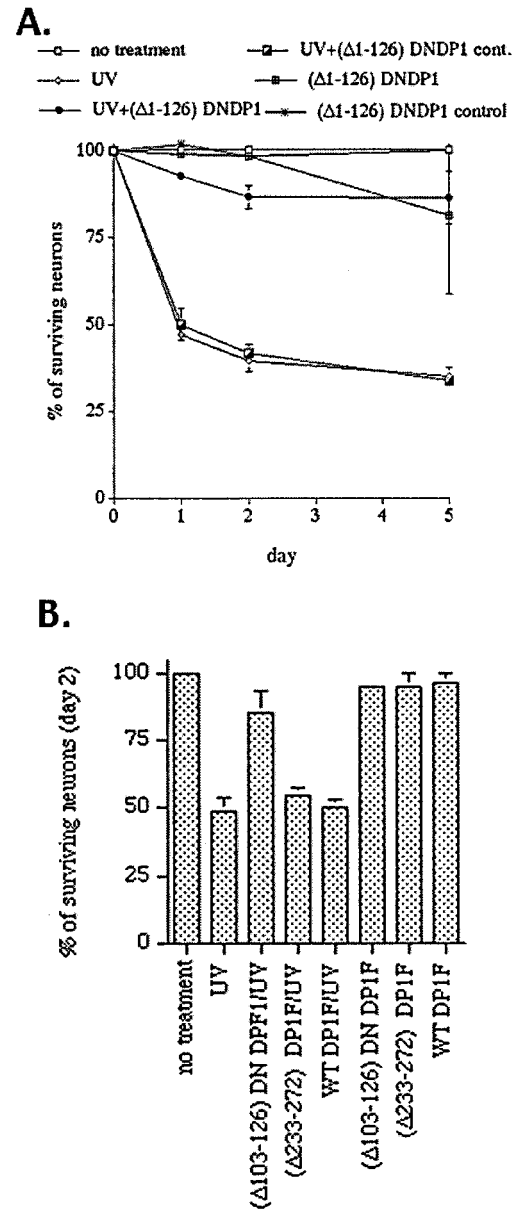 A.
no treatment
UV+(Δ1-126) DNDP1 cont.
UV
(Δ1-126) DNDP1
UV+(Δ1-126) DNDP1
(Δ1-126) DNDP1 control
% of surviving neurons
100
75
50
25
0
0 1 2 3 4 5
day
B.
% of surviving neurons (day 2)
100
75
50
25
0
no treatment
UV
(Δ103-126) DN DPF1/UV
(Δ233-272) DP1F/UV
WT DP1F/UV
(Δ103-126) DN DP1F
(Δ233-272) DP1F
WT DP1F